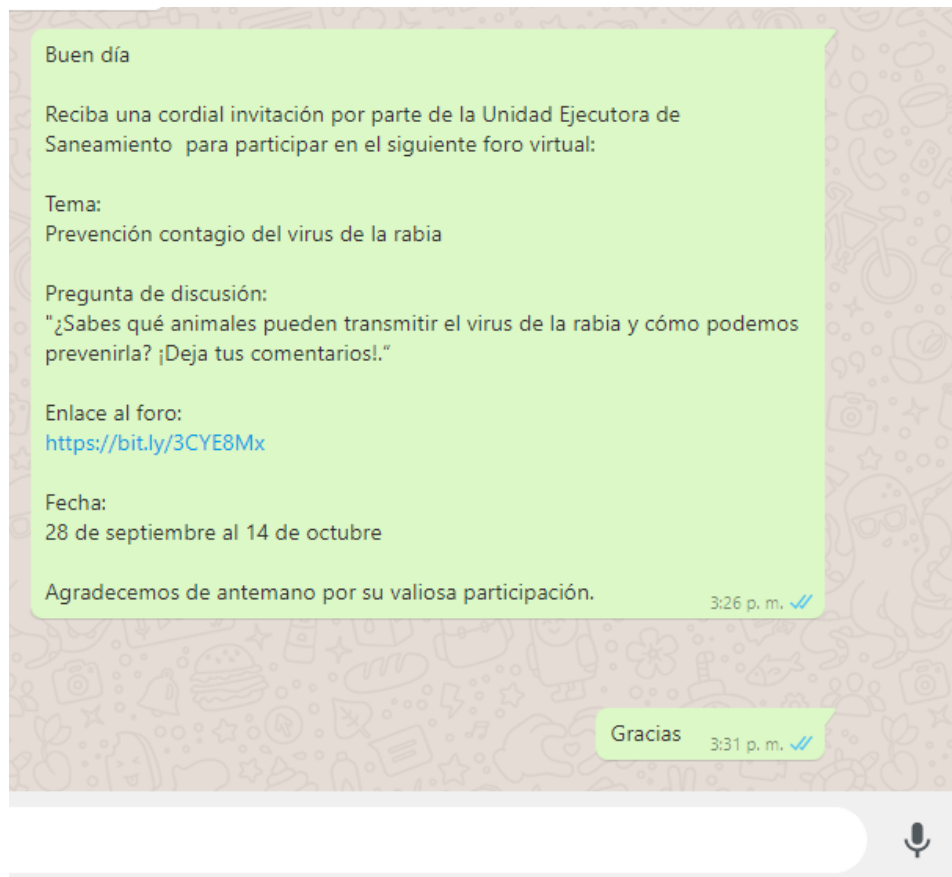 Buen día
Reciba una cordial invitación por parte de la Unidad Ejecutora de
Saneamiento  para participar en el siguiente foro virtual:
Tema:
Prevención contagio del virus de la rabia
Pregunta de discusión:
"¿Sabes qué animales pueden transmitir el virus de la rabia y cómo podemos
prevenirla? ¡Deja tus comentarios!.“
Enlace al foro:
https://bit.ly/3CYE8Mx
Fecha:
28 de septiembre al 14 de octubre
Agradecemos de antemano por su valiosa participación.
3:26 p. m.
Gracias
3:31 p. m.